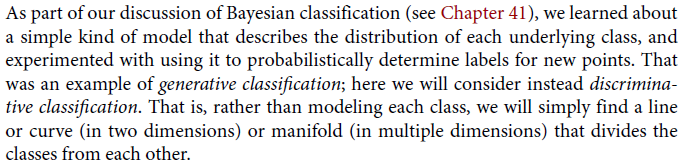 As part of our discussion of Bayesian classification (see Chapter 41), we learned about
a simple kind of model that describes the distribution of each underlying class, and
experimented with using it to probabilistically determine labels for new points. That
was an example of generative classification; here we will consider instead discrimina-
tive classification. That is, rather than modeling each class, we will simply find a line
or curve (in two dimensions) or manifold (in multiple dimensions) that divides the
classes from each other.